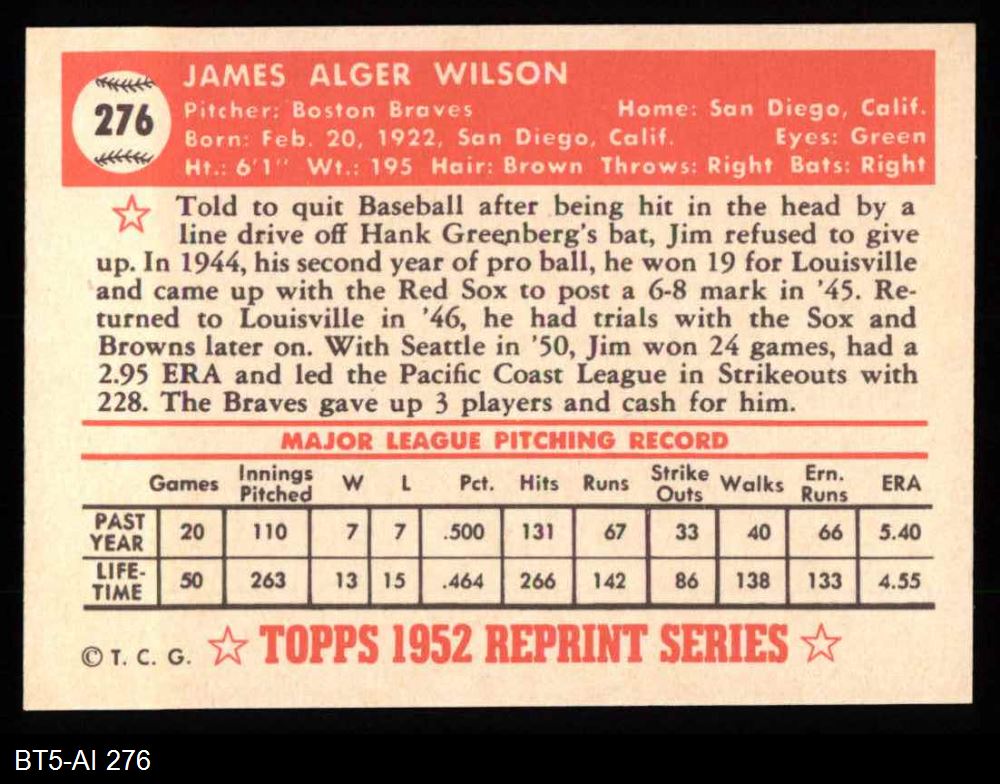 276
JAMES ALGER WILSON
Pitcher: Boston Braves Home: San Diego, Calif.
Born: Feb. 20, 1922, San Diego, Calif. Eyes: Green
Ht.: 6'1" Wt.: 195 Hair: Brown Throws: Right Bats: Right
Told to quit Baseball after being hit in the head by a
line drive off Hank Greenberg's bat, Jim refused to give
up. In 1944, his second year of pro ball, he won 19 for Louisville
and came up with the Red Sox to post a 6-8 mark in '45. Re-
turned to Louisville in '46, he had trials with the Sox and
Browns later on. With Seattle in '50, Jim won 24 games, had a
2.95 ERA and led the Pacific Coast League in Strikeouts with
228. The Braves gave up 3 players and cash for him.
MAJOR LEAGUE PITCHING RECORD
Games Innings Pitched W L Pct. Hits Runs Strike Outs Walks Ern. Runs ERA
PAST YEAR 20 110 7 7 .500 131 67 33 40 66 5.40
LIFE-TIME 50 263 13 15 .464 266 142 86 138 133 4.55
© T. C. G. TOPPS 1952 REPRINT SERIES
BT5-AI 276